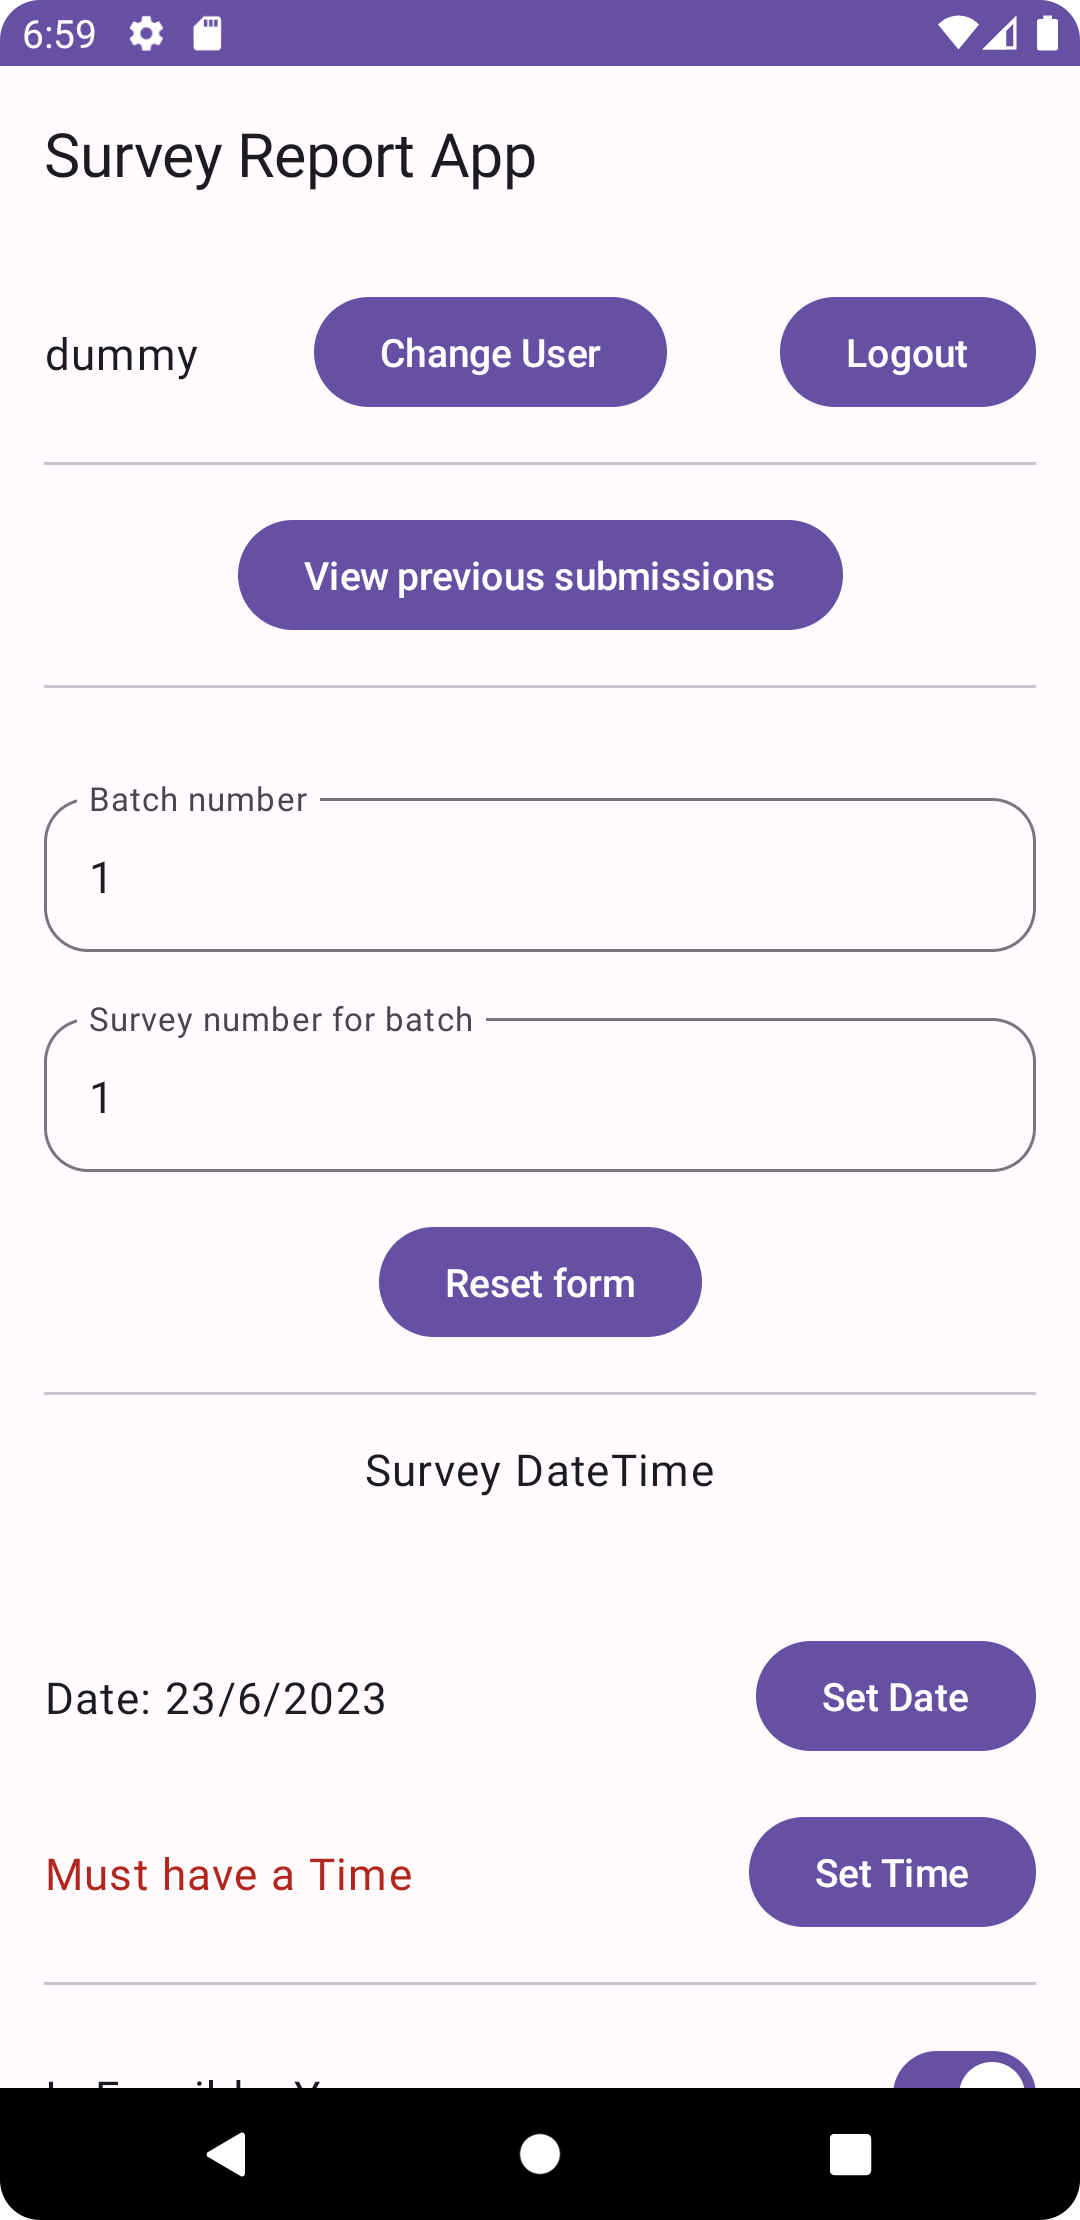 6:59
Survey Report App
dummy
Change User
Logout
View previous submissions
Batch number
1
Survey number for batch
1
Reset form
Survey DateTime
Date: 23/6/2023
Set Date
Must have a Time
Set Time